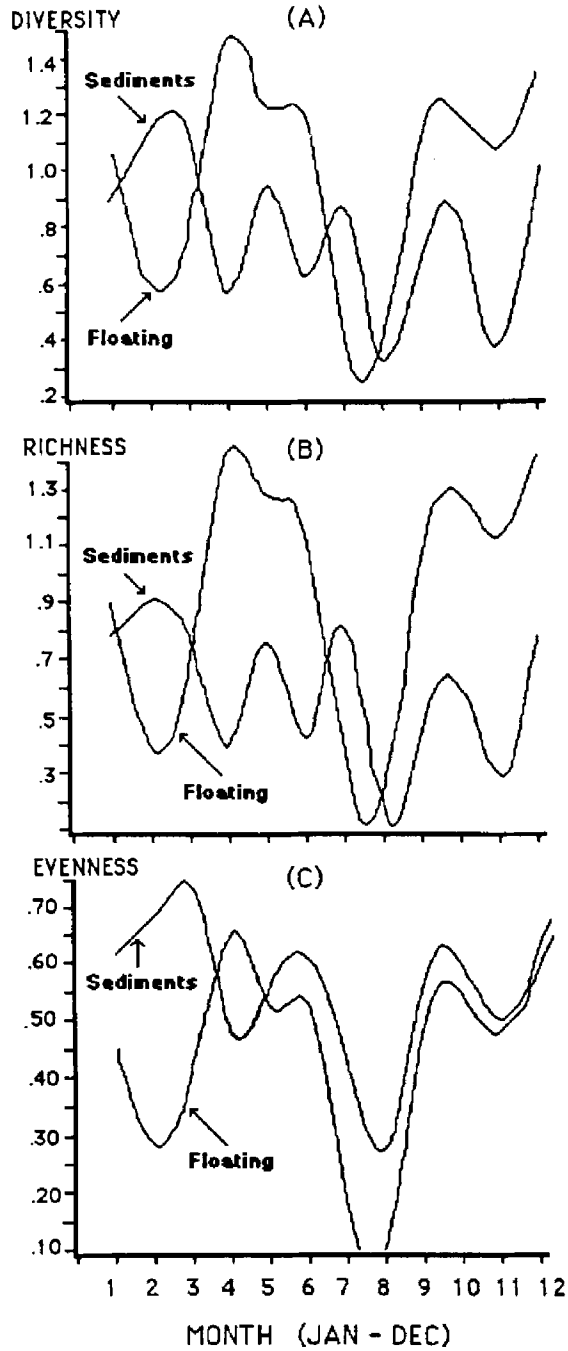 DIVERSITY (A)
1.4
1.2
1.0
.8
.6
.4
.2
Sediments
Floating
RICHNESS (B)
1.3
1.1
.9
.7
.5
.3
Sediments
Floating
EVENNESS (C)
.70
.60
.50
.40
.30
.20
.10
Sediments
Floating
1 2 3 4 5 6 7 8 9 10 11 12
MONTH (JAN - DEC)